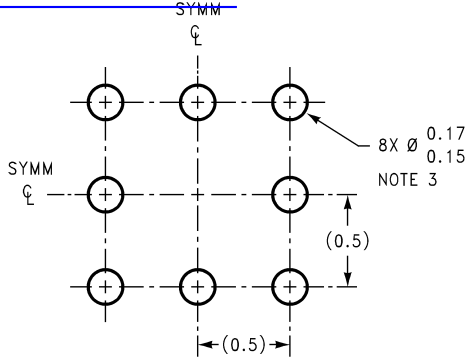 SYMM
℄
0.17
8X Ø
0.15
NOTE 3
SYMM
℄
(0.5)
(0.5)